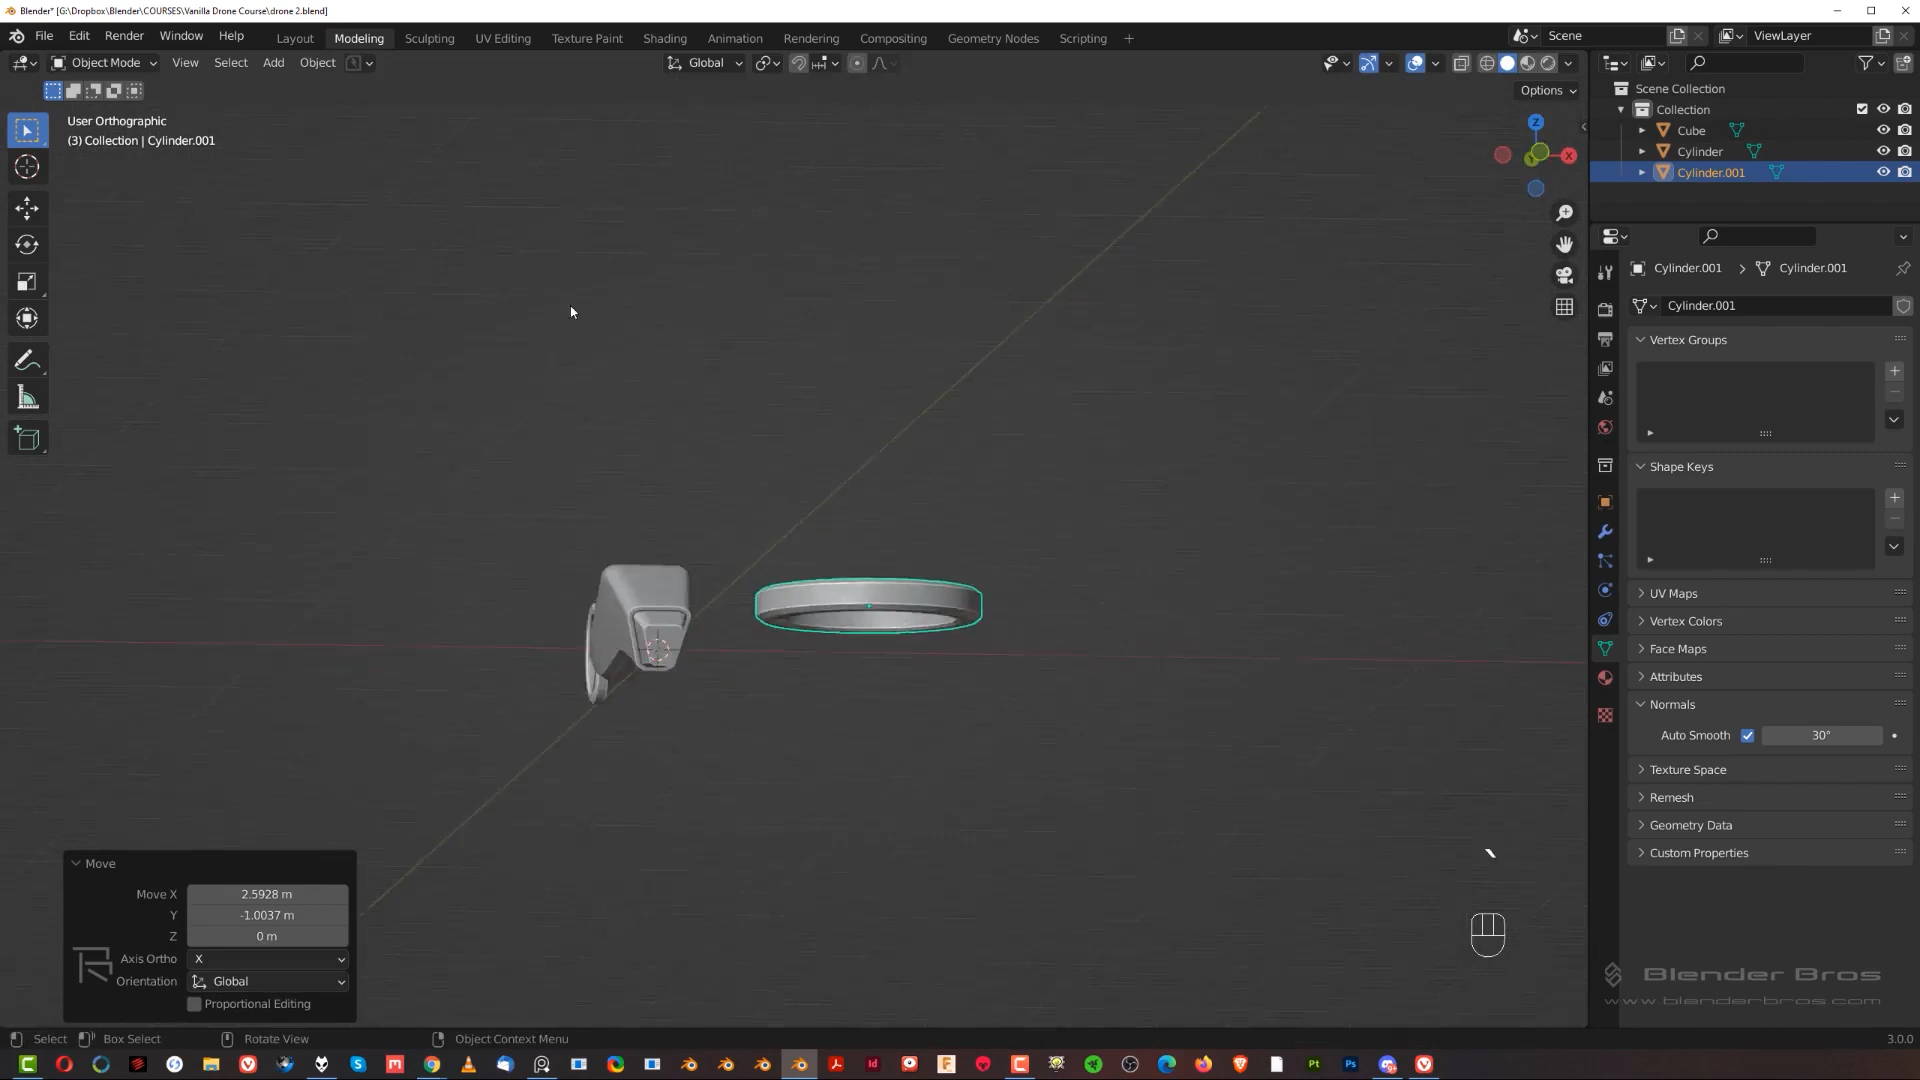 Blender* [G:\Dropbox\Blender\COURSES\Vanilla Drone Course\drone 2.blend]
File Edit Render Window Help
Layout Modeling Sculpting UV Editing Texture Paint Shading Animation Rendering Compositing Geometry Nodes Scripting +
Scene
ViewLayer
Object Mode View Select Add Object
Global
Options
User Orthographic
(3) Collection | Cylinder.001
Z
X
Y
Scene Collection
Collection
Cube
Cylinder
Cylinder.001
Cylinder.001 > Cylinder.001
Cylinder.001
Vertex Groups
Shape Keys
UV Maps
Vertex Colors
Face Maps
Attributes
Normals
Auto Smooth 30°
Texture Space
Remesh
Geometry Data
Custom Properties
Move
Move X 2.5928 m
Y -1.0037 m
Z 0 m
Axis Ortho X
Orientation Global
Proportional Editing
Blender Bros
www.blenderbros.com
Select Box Select Rotate View Object Context Menu
3.0.0
Id
Pt
Ps